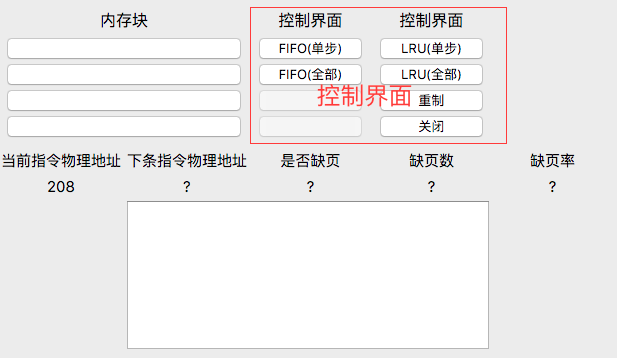 内存块 控制界面 控制界面
FIFO(单步) LRU(单步)
FIFO(全部) LRU(全部)
控制界面
重制
关闭
当前指令物理地址 下条指令物理地址 是否缺页 缺页数 缺页率
208 ? ? ? ?